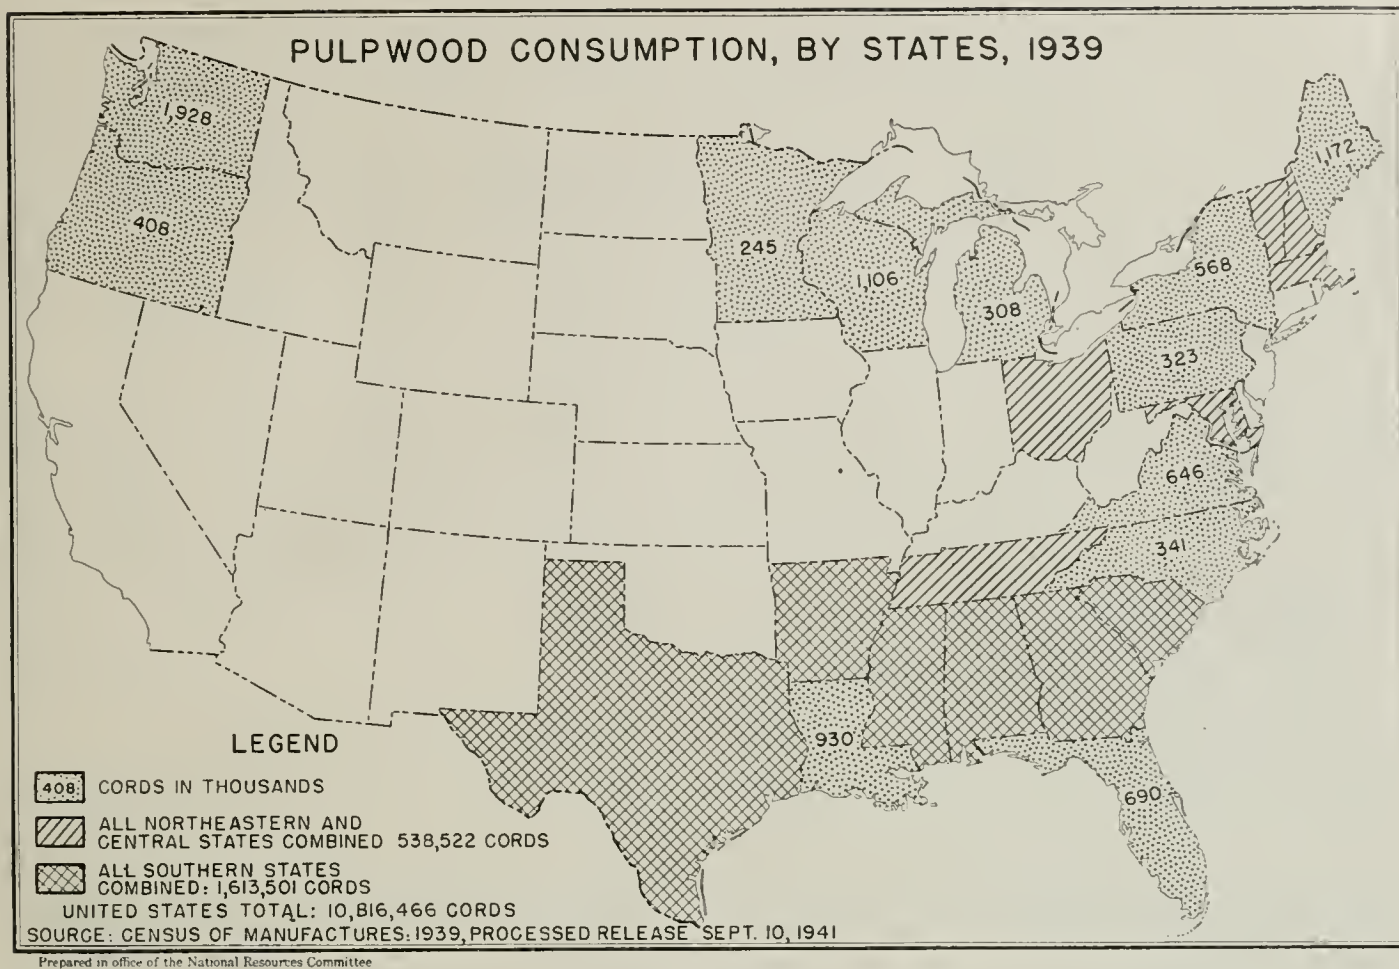 PULPWOOD CONSUMPTION, BY STATES, 1939
1,928
408
245
1,106
308
1,172
568
323
646
341
930
690
LEGEND
408 CORDS IN THOUSANDS
ALL NORTHEASTERN AND
CENTRAL STATES COMBINED 538,522 CORDS
ALL SOUTHERN STATES
COMBINED: 1,613,501 CORDS
UNITED STATES TOTAL: 10,816,466 CORDS
SOURCE: CENSUS OF MANUFACTURES: 1939, PROCESSED RELEASE SEPT. 10, 1941
Prepared in office of the National Resources Committee